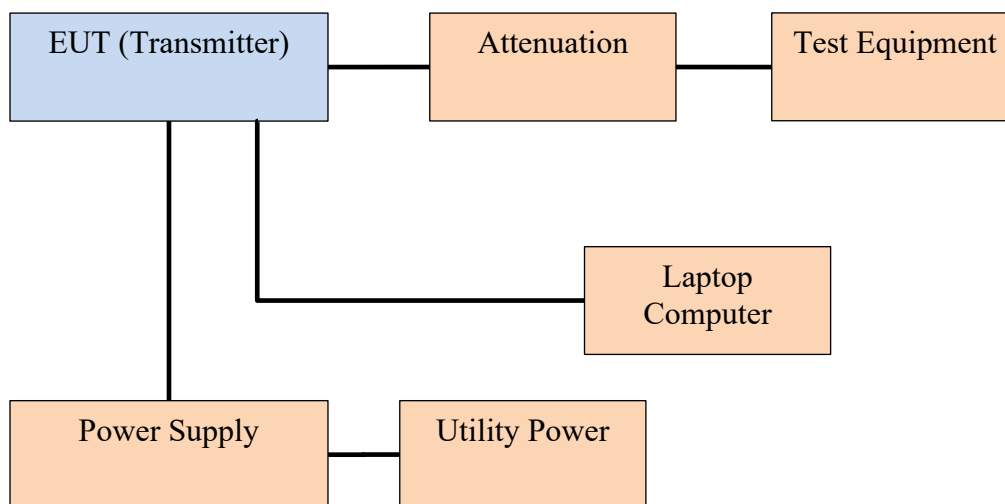 EUT (Transmitter)
Attenuation
Test Equipment
Laptop
Computer
Power Supply
Utility Power